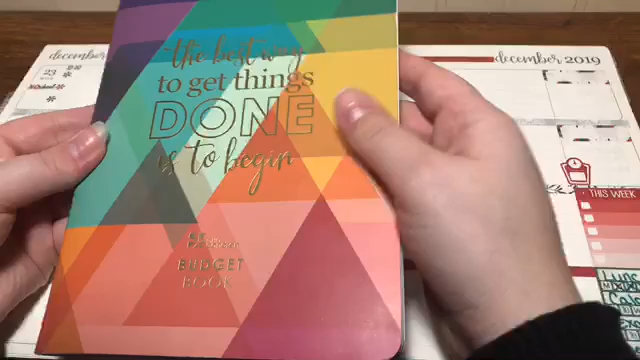 december
23
the best way
to get things
DONE
is to begin
BUDGET
BOOK
december 2019
THIS WEEK